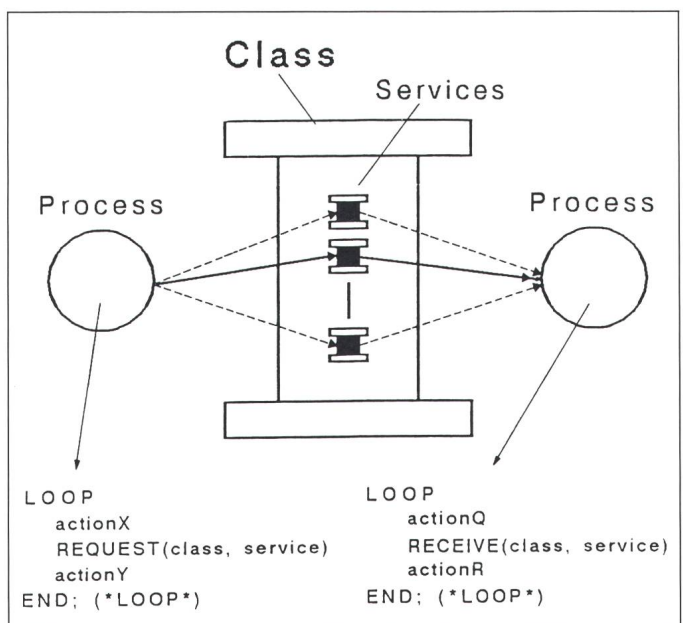 Class
Services
Process
Process
LOOP
actionX
REQUEST(class, service)
actionY
END; (*LOOP*)
LOOP
actionQ
RECEIVE(class, service)
actionR
END; (*LOOP*)